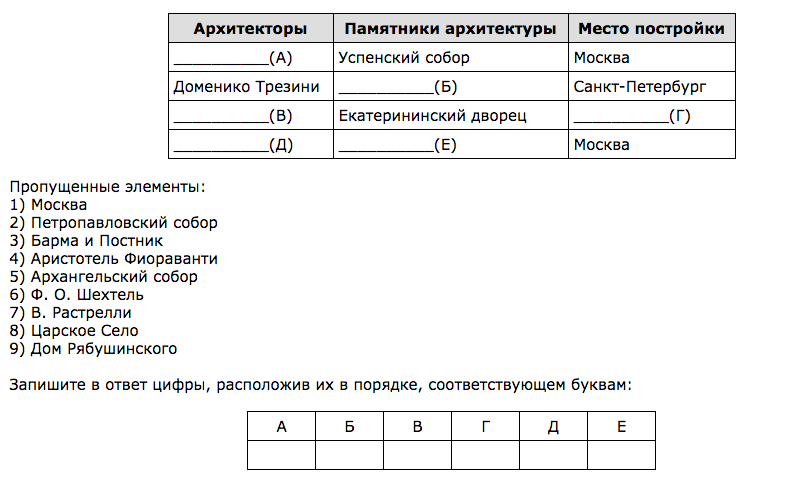 Архитекторы Памятники архитектуры Место постройки
__________(А) Успенский собор Москва
Доменико Трезини __________(Б) Санкт-Петербург
__________(В) Екатерининский дворец __________(Г)
__________(Д) __________(Е) Москва
Пропущенные элементы:
1) Москва
2) Петропавловский собор
3) Барма и Постник
4) Аристотель Фиораванти
5) Архангельский собор
6) Ф. О. Шехтель
7) В. Растрелли
8) Царское Село
9) Дом Рябушинского
Запишите в ответ цифры, расположив их в порядке, соответствующем буквам:
А Б В Г Д Е